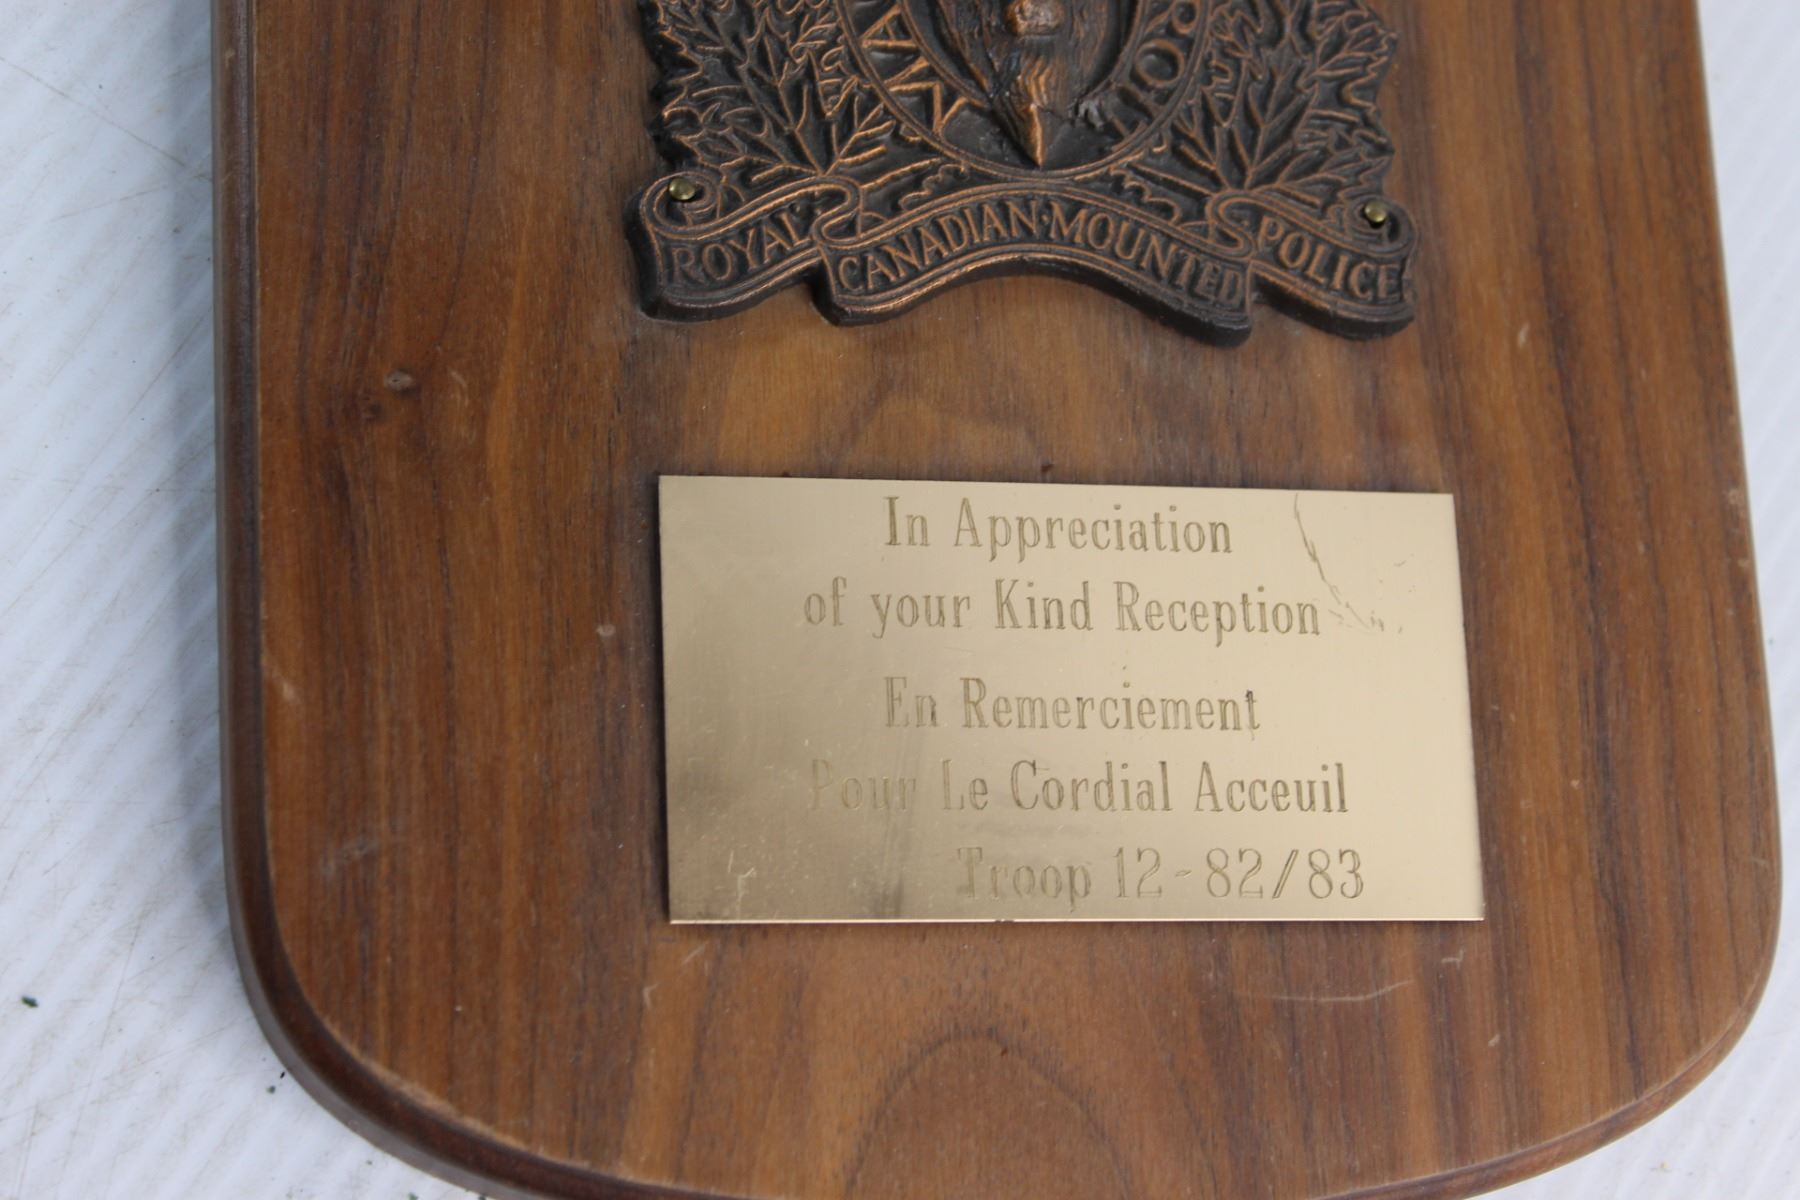 ROYAL CANADIAN·MOUNTED POLICE
In Appreciation
of your Kind Reception
En Remerciement
Pour Le Cordial Acceuil
Troop 12-82/83